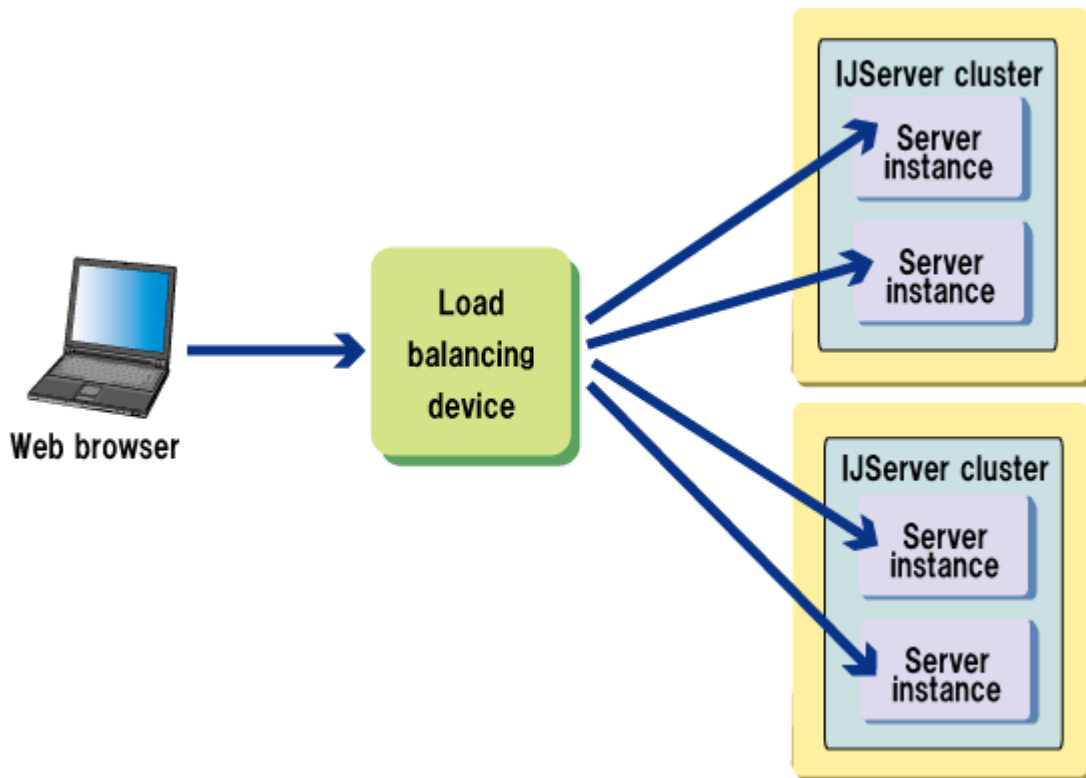 Web browser
Load
balancing
device
IJServer cluster
Server
instance
Server
instance
IJServer cluster
Server
instance
Server
instance